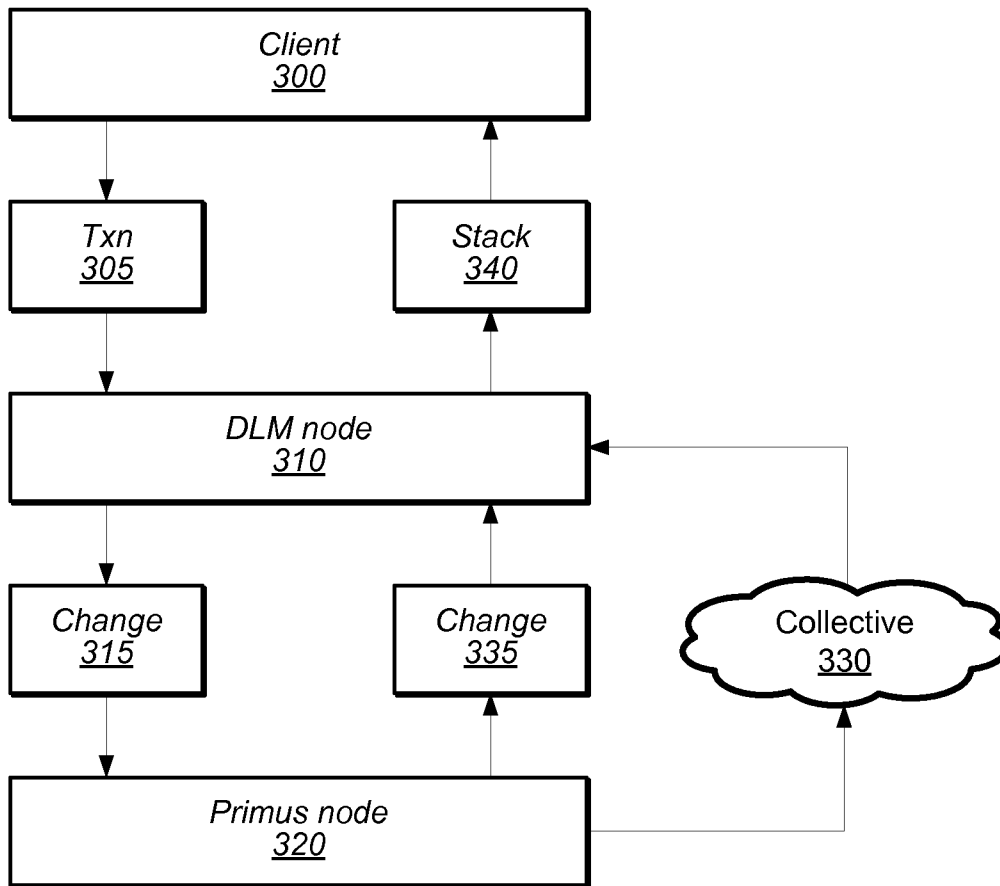 Client
300
Txn
305
Stack
340
DLM node
310
Change
315
Change
335
Collective
330
Primus node
320